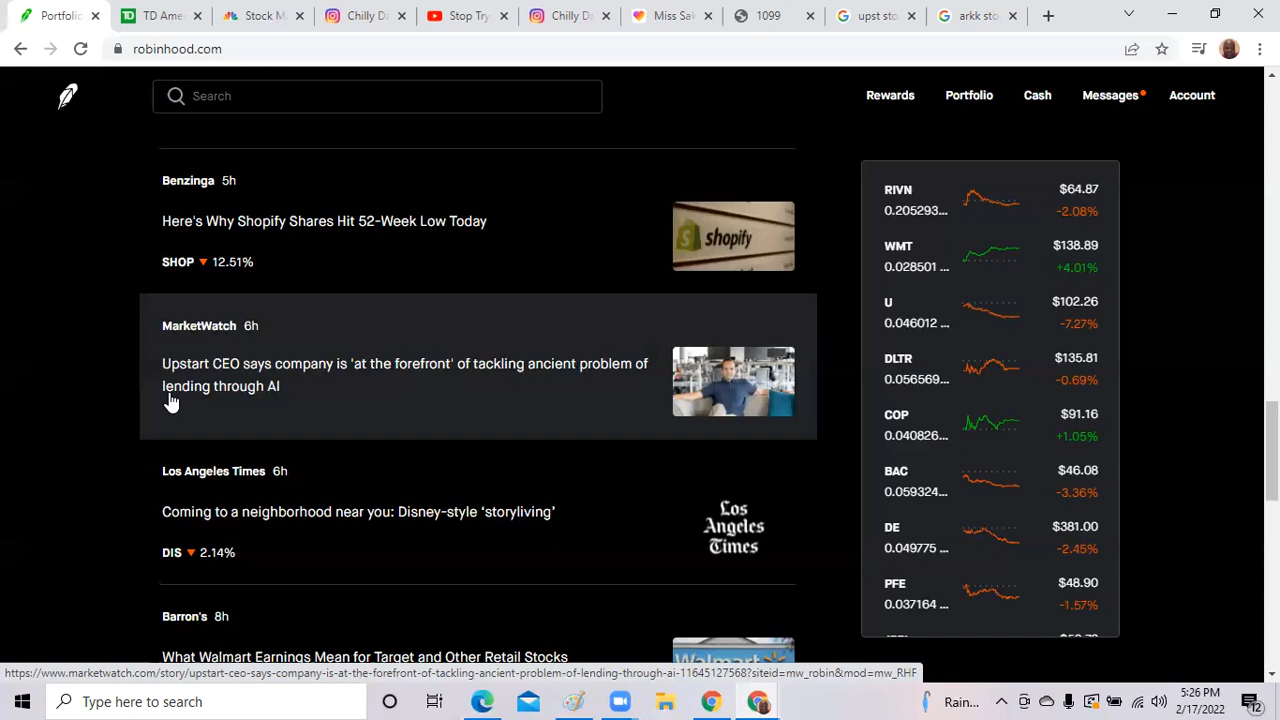 Portfolio
TD Ame
Stock M
Chilly D
Stop Try
Chilly D
Miss Sak
1099
upst sto
arkk sto
robinhood.com
Search
Rewards
Portfolio
Cash
Messages
Account
Benzinga 5h
Here's Why Shopify Shares Hit 52-Week Low Today
SHOP 12.51%
shopify
MarketWatch 6h
Upstart CEO says company is 'at the forefront' of tackling ancient problem of
lending through AI
Los Angeles Times 6h
Coming to a neighborhood near you: Disney-style ‘storyliving’
DIS 2.14%
Los
Angeles
Times
Barron's 8h
What Walmart Earnings Mean for Target and Other Retail Stocks
Walmart
RIVN $64.87
0.205293... -2.08%
WMT $138.89
0.028501 ... +4.01%
U $102.26
0.046012 ... -7.27%
DLTR $135.81
0.056569... -0.69%
COP $91.16
0.040826... +1.05%
BAC $46.08
0.059324... -3.36%
DE $381.00
0.049775 ... -2.45%
PFE $48.90
0.037164 ... -1.57%
https://www.marketwatch.com/story/upstart-ceo-says-company-is-at-the-forefront-of-tackling-ancient-problem-of-lending-through-ai-11645127568?siteid=mw_robin&mod=mw_RHF
Type here to search
Rain...
5:26 PM
2/17/2022
12